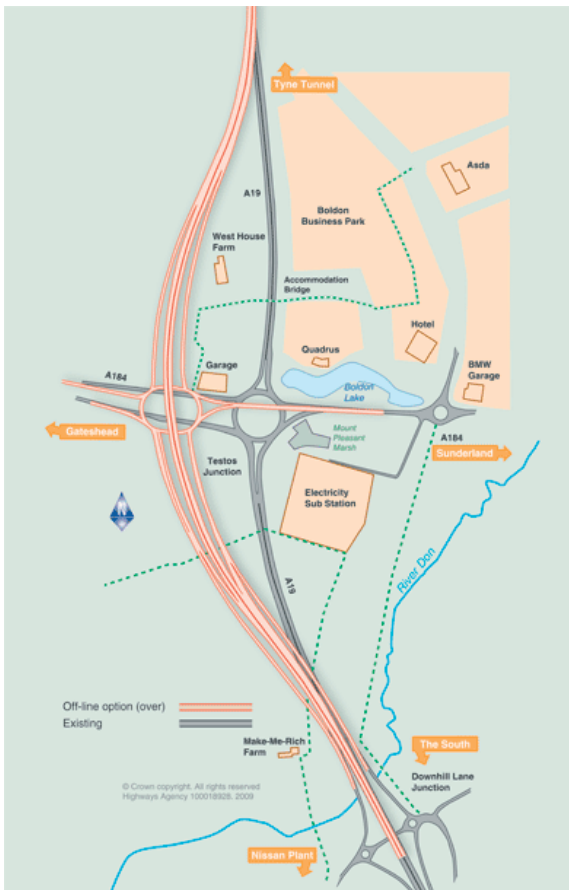 Tyne Tunnel
Asda
A19
Boldon
Business Park
West House
Farm
Accommodation
Bridge
Hotel
Quadrus
Garage
BMW
Garage
A184
Boldon
Lake
Gateshead
Mount
Pleasant
Marsh
A184
Sunderland
Testos
Junction
Electricity
Sub Station
N
River Don
A19
Off-line option (over)
Existing
Make-Me-Rich
Farm
The South
Downhill Lane
Junction
© Crown copyright. All rights reserved
Highways Agency 100018928, 2009
Nissan Plant